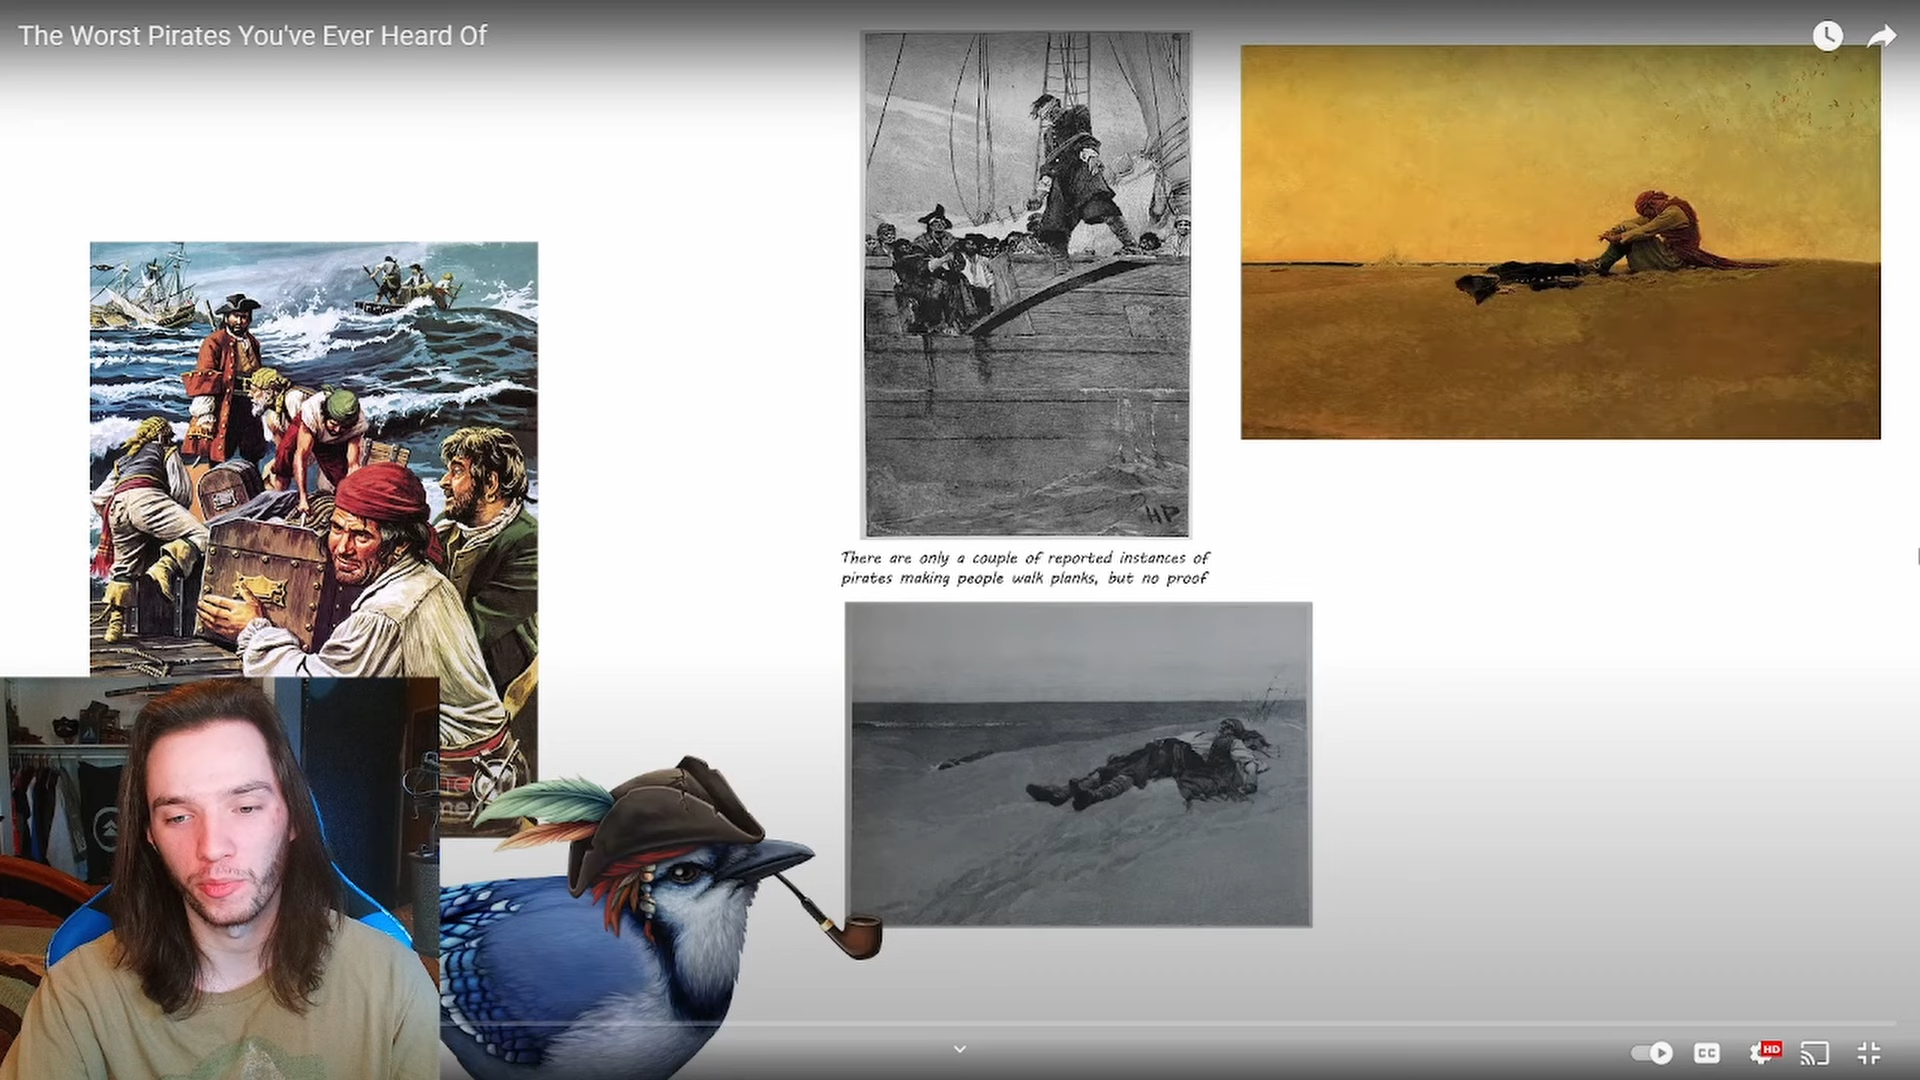 The Worst Pirates You've Ever Heard Of
HP
There are only a couple of reported instances of
pirates making people walk planks, but no proof
CC
HD